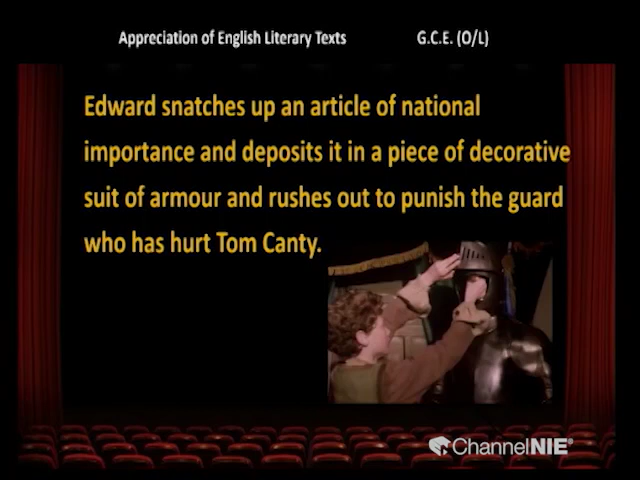 Appreciation of English Literary Texts G.C.E. (O/L)
Edward snatches up an article of national
importance and deposits it in a piece of decorative
suit of armour and rushes out to punish the guard
who has hurt Tom Canty.
ChannelNIE